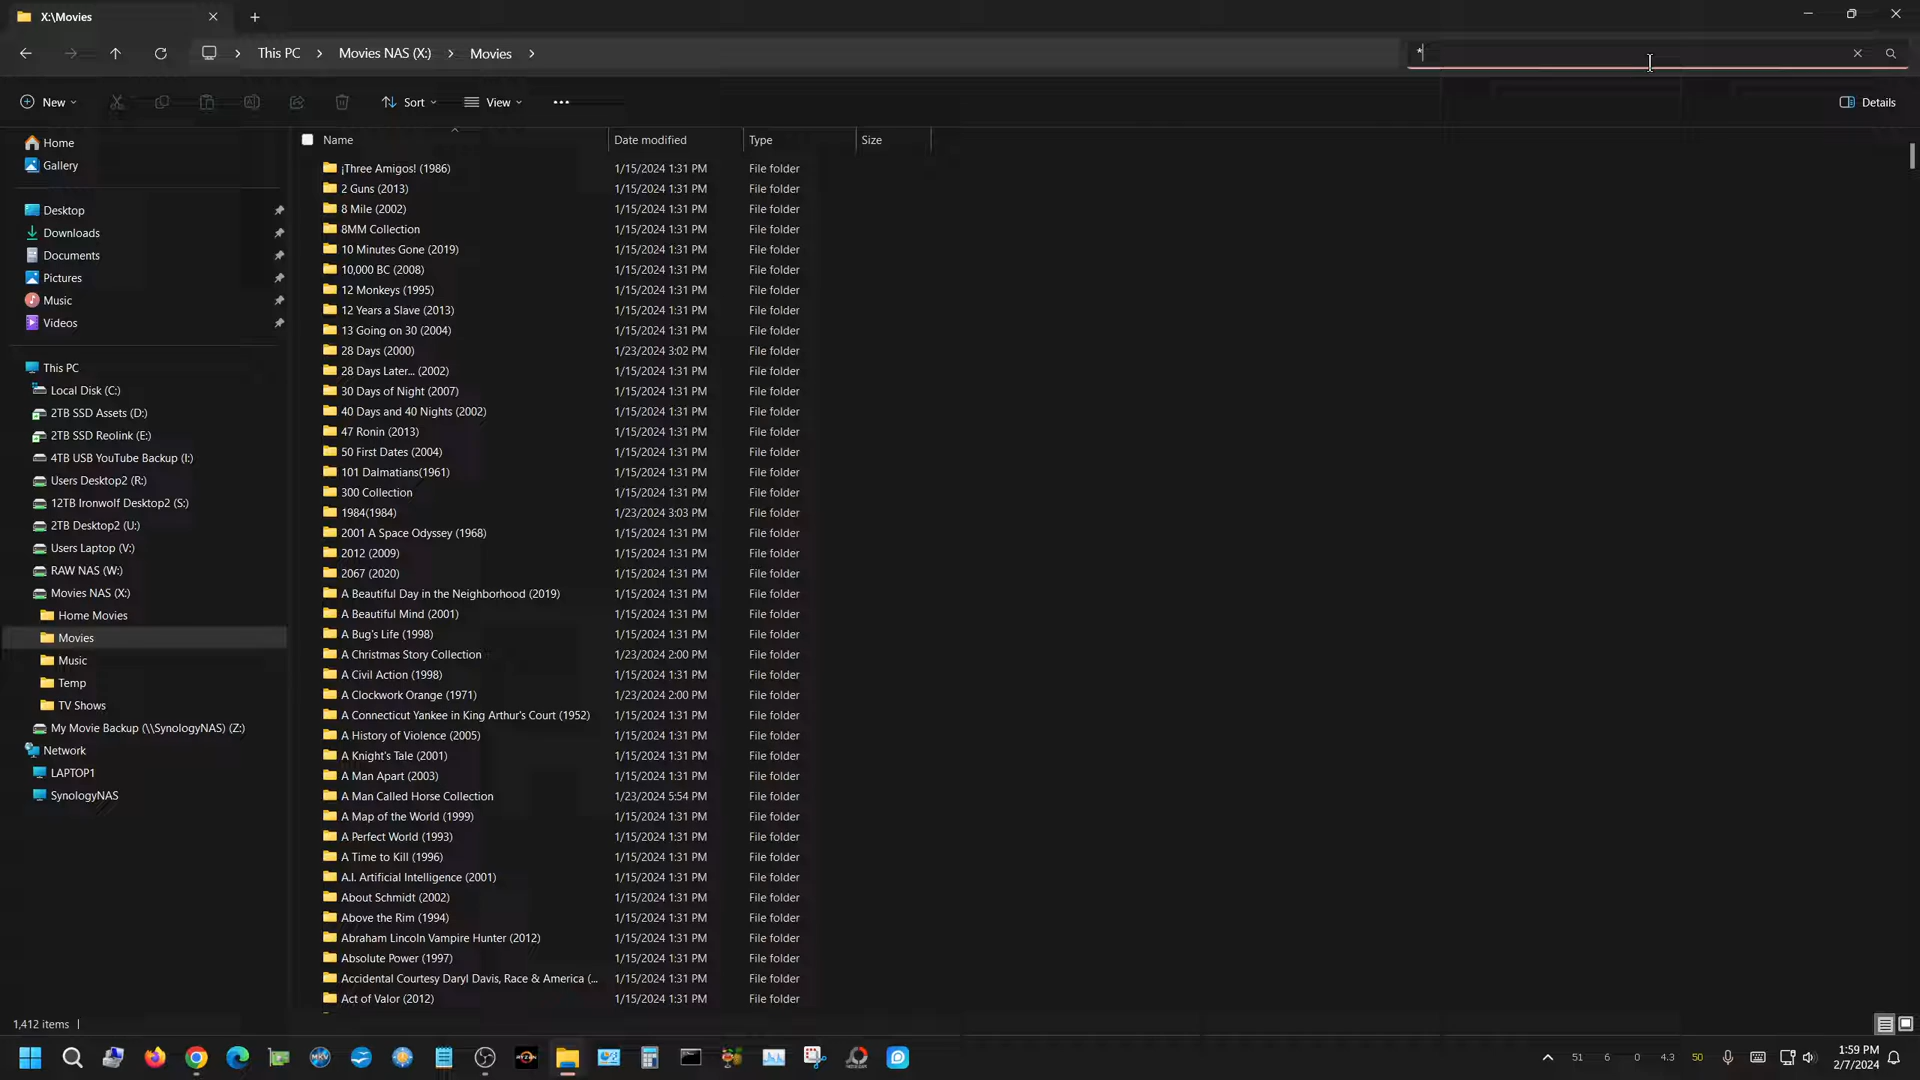 X:\Movies
This PC > Movies NAS (X:) > Movies >
*
New
Sort
View
Details
Home
Gallery
Desktop
Downloads
Documents
Pictures
Music
Videos
This PC
Local Disk (C:)
2TB SSD Assets (D:)
2TB SSD Reolink (E:)
4TB USB YouTube Backup (I:)
Users Desktop2 (R:)
12TB Ironwolf Desktop2 (S:)
2TB Desktop2 (U:)
Users Laptop (V:)
RAW NAS (W:)
Movies NAS (X:)
Home Movies
Movies
Music
Temp
TV Shows
My Movie Backup (\\SynologyNAS) (Z:)
Network
LAPTOP1
SynologyNAS
Name Date modified Type Size
¡Three Amigos! (1986) 1/15/2024 1:31 PM File folder
2 Guns (2013) 1/15/2024 1:31 PM File folder
8 Mile (2002) 1/15/2024 1:31 PM File folder
8MM Collection 1/15/2024 1:31 PM File folder
10 Minutes Gone (2019) 1/15/2024 1:31 PM File folder
10,000 BC (2008) 1/15/2024 1:31 PM File folder
12 Monkeys (1995) 1/15/2024 1:31 PM File folder
12 Years a Slave (2013) 1/15/2024 1:31 PM File folder
13 Going on 30 (2004) 1/15/2024 1:31 PM File folder
28 Days (2000) 1/23/2024 3:02 PM File folder
28 Days Later... (2002) 1/15/2024 1:31 PM File folder
30 Days of Night (2007) 1/15/2024 1:31 PM File folder
40 Days and 40 Nights (2002) 1/15/2024 1:31 PM File folder
47 Ronin (2013) 1/15/2024 1:31 PM File folder
50 First Dates (2004) 1/15/2024 1:31 PM File folder
101 Dalmatians(1961) 1/15/2024 1:31 PM File folder
300 Collection 1/15/2024 1:31 PM File folder
1984(1984) 1/23/2024 3:03 PM File folder
2001 A Space Odyssey (1968) 1/15/2024 1:31 PM File folder
2012 (2009) 1/15/2024 1:31 PM File folder
2067 (2020) 1/15/2024 1:31 PM File folder
A Beautiful Day in the Neighborhood (2019) 1/15/2024 1:31 PM File folder
A Beautiful Mind (2001) 1/15/2024 1:31 PM File folder
A Bug's Life (1998) 1/15/2024 1:31 PM File folder
A Christmas Story Collection 1/23/2024 2:00 PM File folder
A Civil Action (1998) 1/15/2024 1:31 PM File folder
A Clockwork Orange (1971) 1/23/2024 2:00 PM File folder
A Connecticut Yankee in King Arthur's Court (1952) 1/15/2024 1:31 PM File folder
A History of Violence (2005) 1/15/2024 1:31 PM File folder
A Knight's Tale (2001) 1/15/2024 1:31 PM File folder
A Man Apart (2003) 1/15/2024 1:31 PM File folder
A Man Called Horse Collection 1/23/2024 5:54 PM File folder
A Map of the World (1999) 1/15/2024 1:31 PM File folder
A Perfect World (1993) 1/15/2024 1:31 PM File folder
A Time to Kill (1996) 1/15/2024 1:31 PM File folder
A.I. Artificial Intelligence (2001) 1/15/2024 1:31 PM File folder
About Schmidt (2002) 1/15/2024 1:31 PM File folder
Above the Rim (1994) 1/15/2024 1:31 PM File folder
Abraham Lincoln Vampire Hunter (2012) 1/15/2024 1:31 PM File folder
Absolute Power (1997) 1/15/2024 1:31 PM File folder
Accidental Courtesy Daryl Davis, Race & America (... 1/15/2024 1:31 PM File folder
Act of Valor (2012) 1/15/2024 1:31 PM File folder
1,412 items
MKV
RYZEN
51 6 0 4.3 50
1:59 PM
2/7/2024